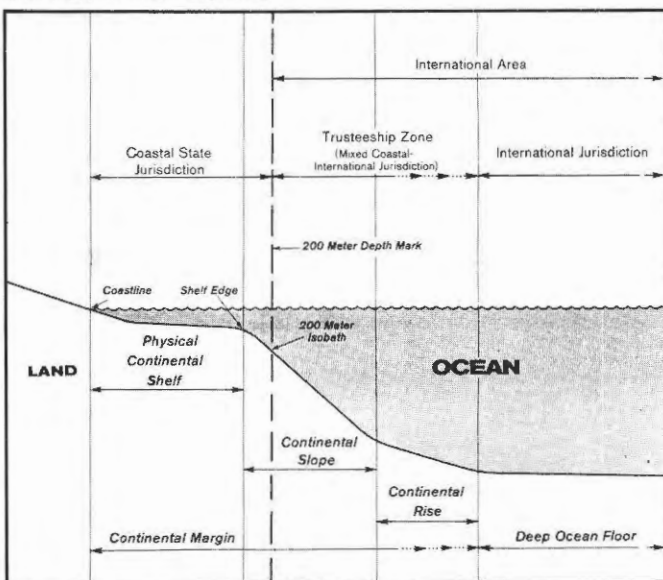 International Area
Trusteeship Zone
(Mixed Coastal-
International Jurisdiction)
Coastal State
Jurisdiction
International Jurisdiction
200 Meter Depth Mark
Coastline
Shelf Edge
200 Meter
Isobath
Physical
Continental
Shelf
LAND
OCEAN
Continental
Slope
Continental
Rise
Continental Margin
Deep Ocean Floor